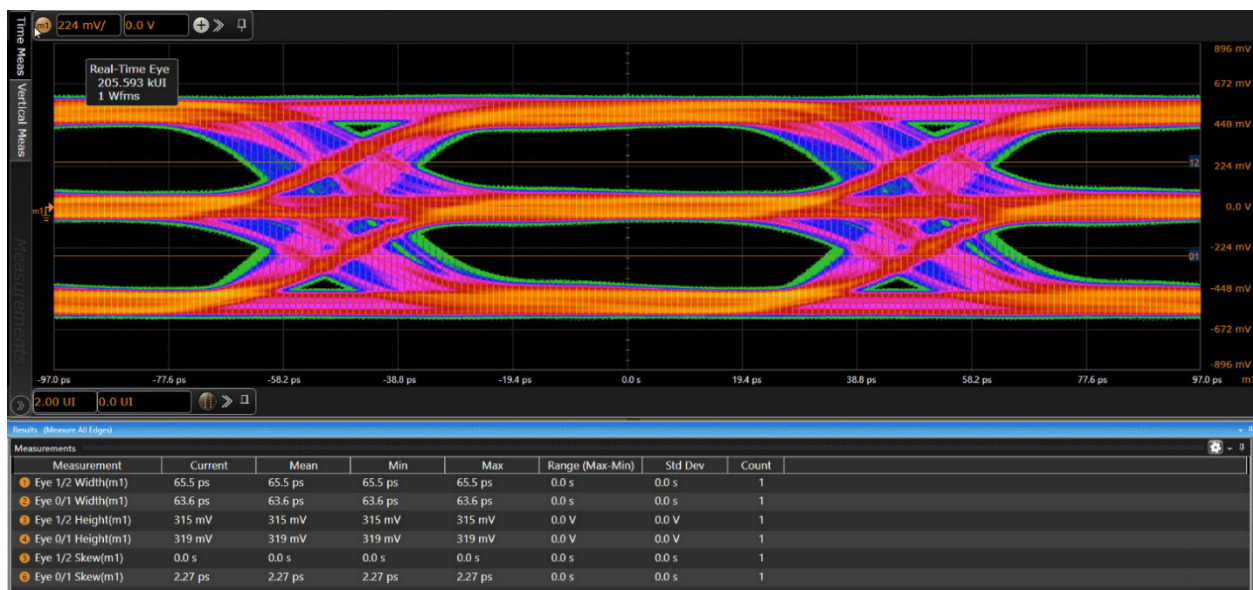 Time Meas
Vertical Meas
Measurements
m1 224 mV/ 0.0 V
Real-Time Eye
205.593 kUI
1 Wfms
896 mV
672 mV
448 mV
12 224 mV
m1 0.0 V
-224 mV
01
-448 mV
-672 mV
-896 mV
-97.0 ps -77.6 ps -58.2 ps -38.8 ps -19.4 ps 0.0 s 19.4 ps 38.8 ps 58.2 ps 77.6 ps 97.0 ps m1
2.00 UI 0.0 UI
Results (Measure All Edges)
Measurements
Measurement Current Mean Min Max Range (Max-Min) Std Dev Count
1 Eye 1/2 Width(m1) 65.5 ps 65.5 ps 65.5 ps 65.5 ps 0.0 s 0.0 s 1
2 Eye 0/1 Width(m1) 63.6 ps 63.6 ps 63.6 ps 63.6 ps 0.0 s 0.0 s 1
3 Eye 1/2 Height(m1) 315 mV 315 mV 315 mV 315 mV 0.0 V 0.0 V 1
4 Eye 0/1 Height(m1) 319 mV 319 mV 319 mV 319 mV 0.0 V 0.0 V 1
5 Eye 1/2 Skew(m1) 0.0 s 0.0 s 0.0 s 0.0 s 0.0 s 0.0 s 1
6 Eye 0/1 Skew(m1) 2.27 ps 2.27 ps 2.27 ps 2.27 ps 0.0 s 0.0 s 1